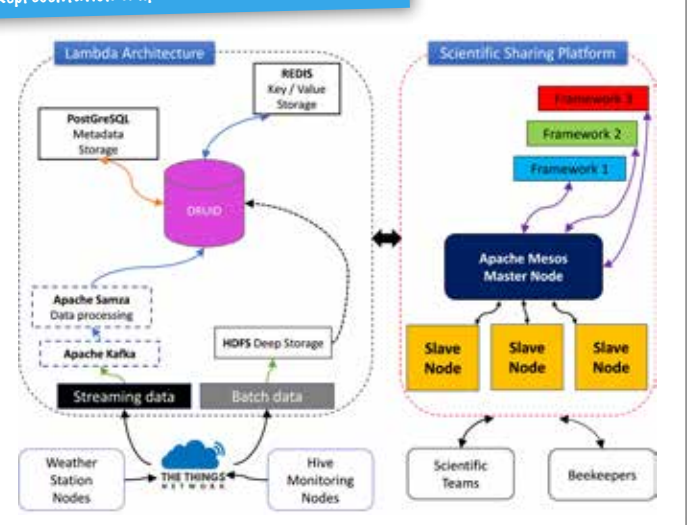 Lambda Architecture
Scientific Sharing Platform
REDIS
Key / Value
Storage
PostGreSQL
Metadata
Storage
DRUID
Framework 3
Framework 2
Framework 1
Apache Mesos
Master Node
Apache Samza
Data processing
Apache Kafka
HDFS Deep Storage
Slave
Node
Slave
Node
Slave
Node
Streaming data
Batch data
Weather
Station
Nodes
THE THINGS
NETWORK
Hive
Monitoring
Nodes
Scientific
Teams
Beekeepers